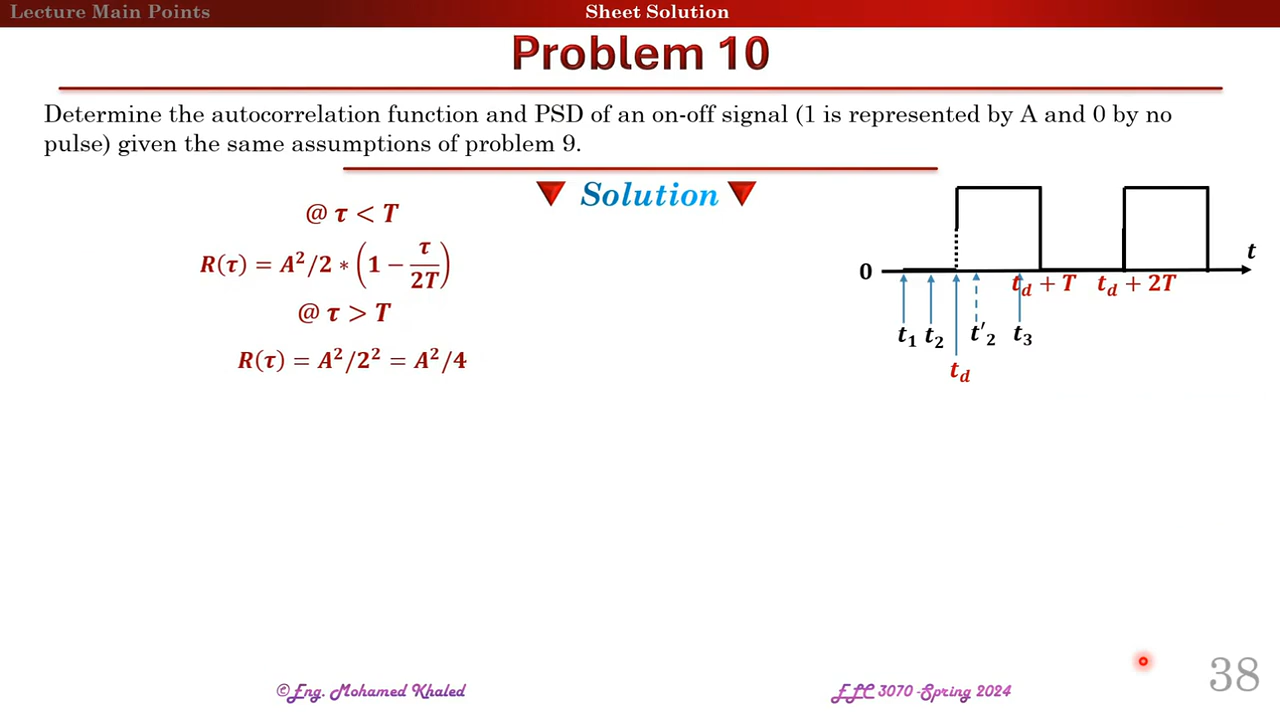 Lecture Main Points
Sheet Solution
Problem 10
Determine the autocorrelation function and PSD of an on-off signal (1 is represented by A and 0 by no
pulse) given the same assumptions of problem 9.
▼ Solution ▼
@ τ < T
R(τ) = A²/2 * (1 − τ/2T)
@ τ > T
R(τ) = A²/2² = A²/4
t
0
t_d + T t_d + 2T
t₁ t₂ t'₂ t₃
t_d
©Eng. Mohamed Khaled
ELC 3070 -Spring 2024
38